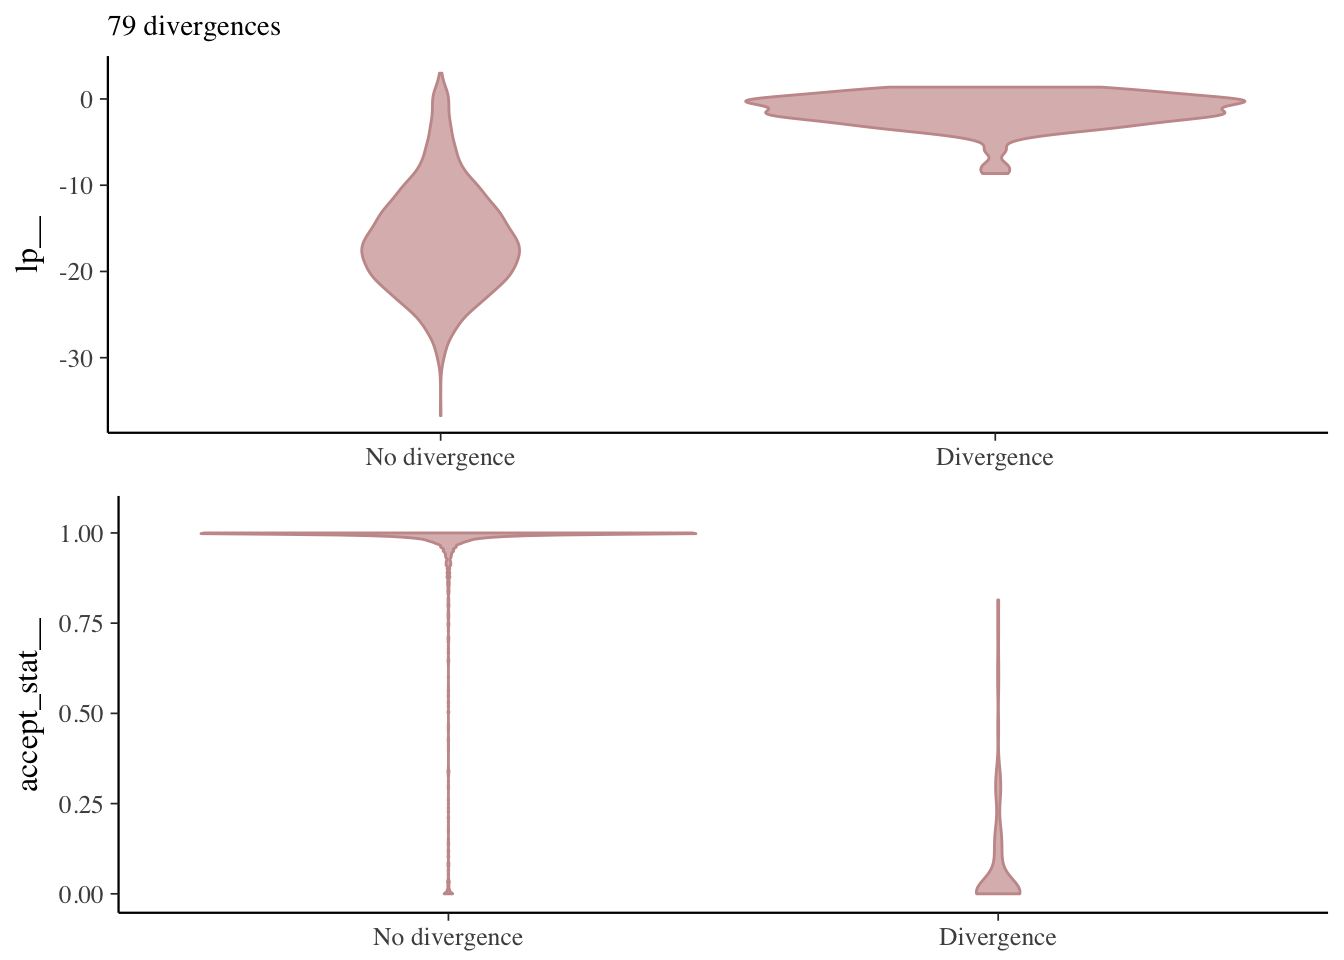 79 divergences
lp__
0
-10
-20
-30
No divergence
Divergence
accept_stat__
1.00
0.75
0.50
0.25
0.00
No divergence
Divergence